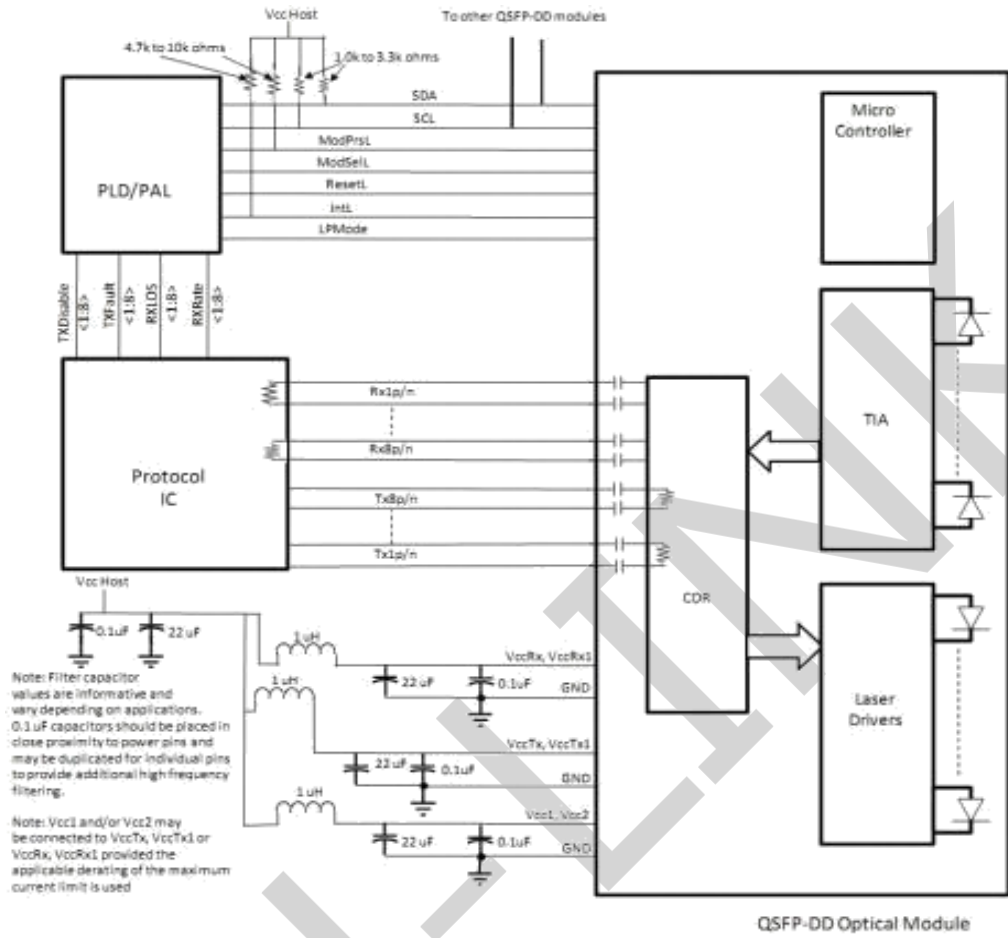 Vcc Host
To other QSFP-DD modules
4.7k to 10k ohms
1.0k to 3.3k ohms
SDA
SCL
ModPrsL
ModSelL
ResetL
IntL
LPMode
PLD/PAL
Micro
Controller
TXDisable
<1:8>
TXFault
<1:8>
RXLOS
<1:8>
RXRate
<1:8>
Protocol
IC
Rx1p/n
Rx8p/n
Tx8p/n
Tx1p/n
CDR
TIA
Laser
Drivers
Vcc Host
0.1uF
22 uF
1 uH
VccRx, VccRx1
22 uF
0.1uF
GND
1 uH
VccTx, VccTx1
22 uF
0.1uF
GND
1 uH
Vcc1, Vcc2
22 uF
0.1uF
GND
Note: Filter capacitor
values are informative and
vary depending on applications.
0.1 uF capacitors should be placed in
close proximity to power pins and
may be duplicated for individual pins
to provide additional high frequency
filtering.
Note: Vcc1 and/or Vcc2 may
be connected to VccTx, VccTx1 or
VccRx, VccRx1 provided the
applicable derating of the maximum
current limit is used
QSFP-DD Optical Module